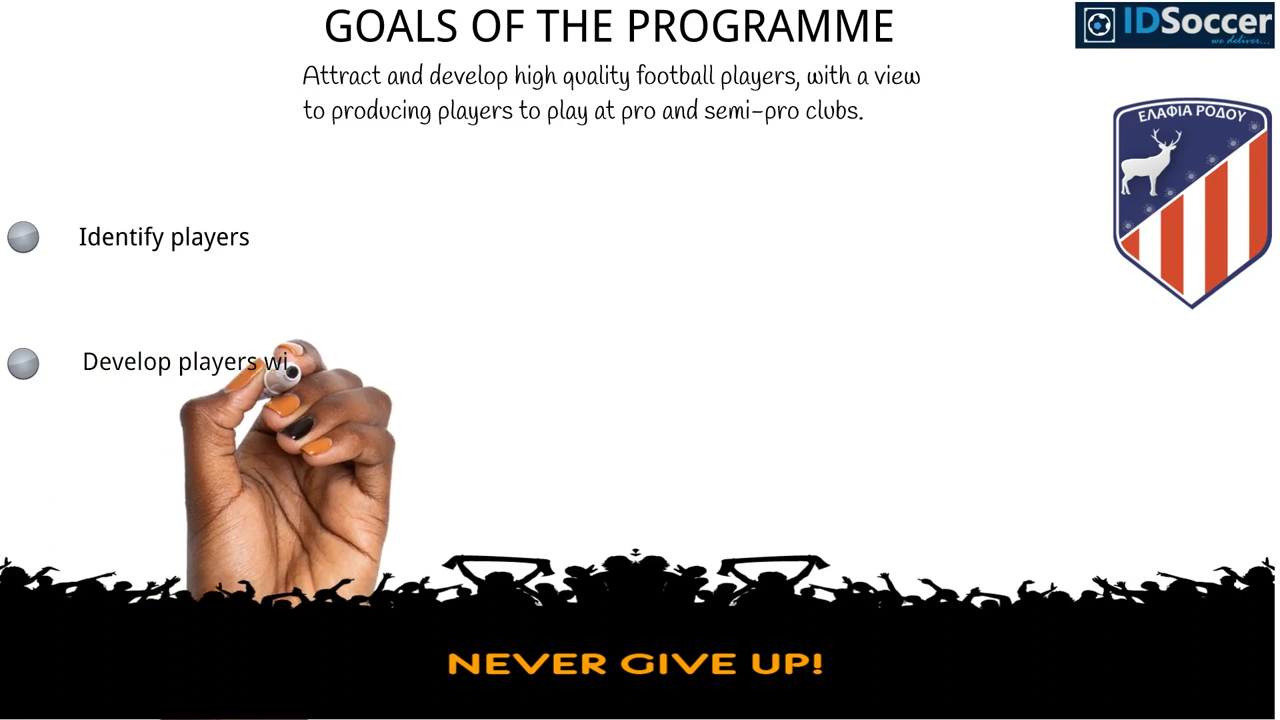 GOALS OF THE PROGRAMME
IDSoccer
we deliver...
Attract and develop high quality football players, with a view
to producing players to play at pro and semi-pro clubs.
ΕΛΑΦΙΑ ΡΟΔΟΥ
Identify players
Develop players wi
NEVER GIVE UP!